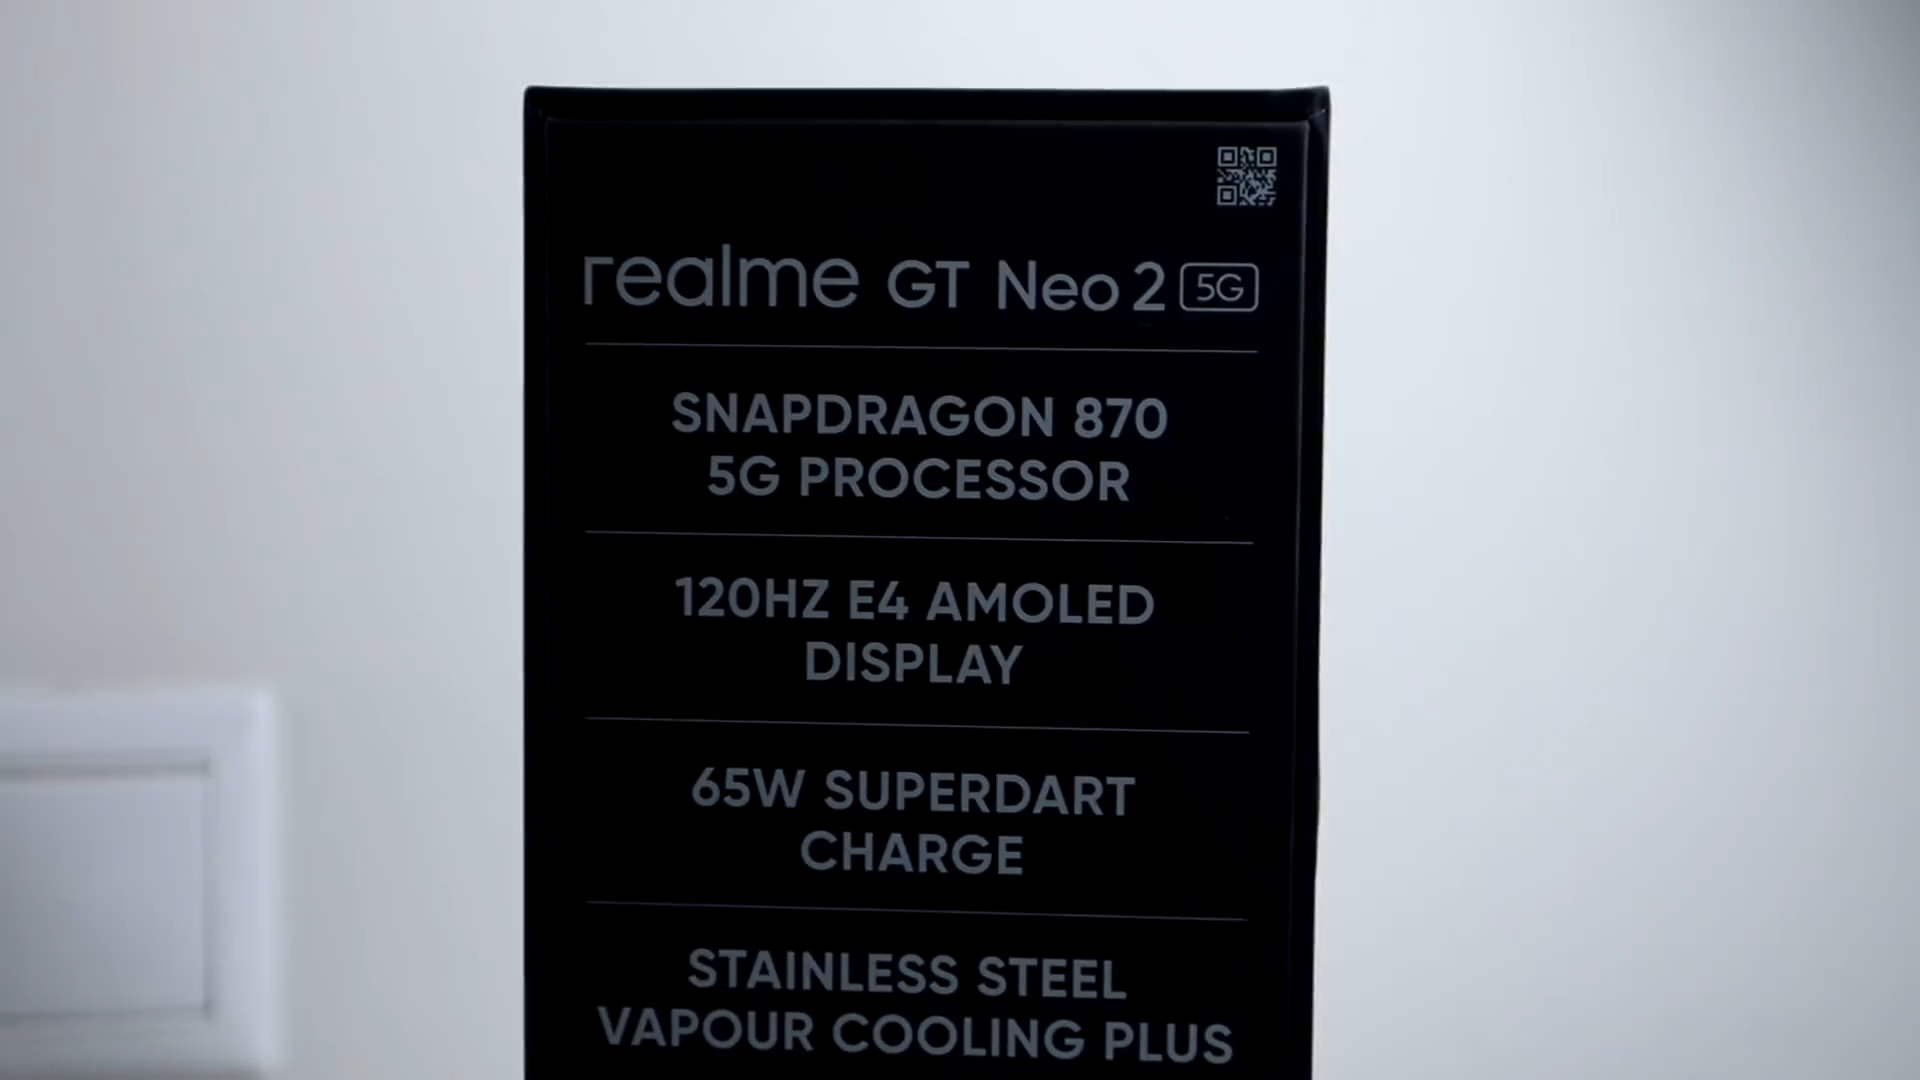 realme GT Neo 2 5G
SNAPDRAGON 870
5G PROCESSOR
120HZ E4 AMOLED
DISPLAY
65W SUPERDART
CHARGE
STAINLESS STEEL
VAPOUR COOLING PLUS